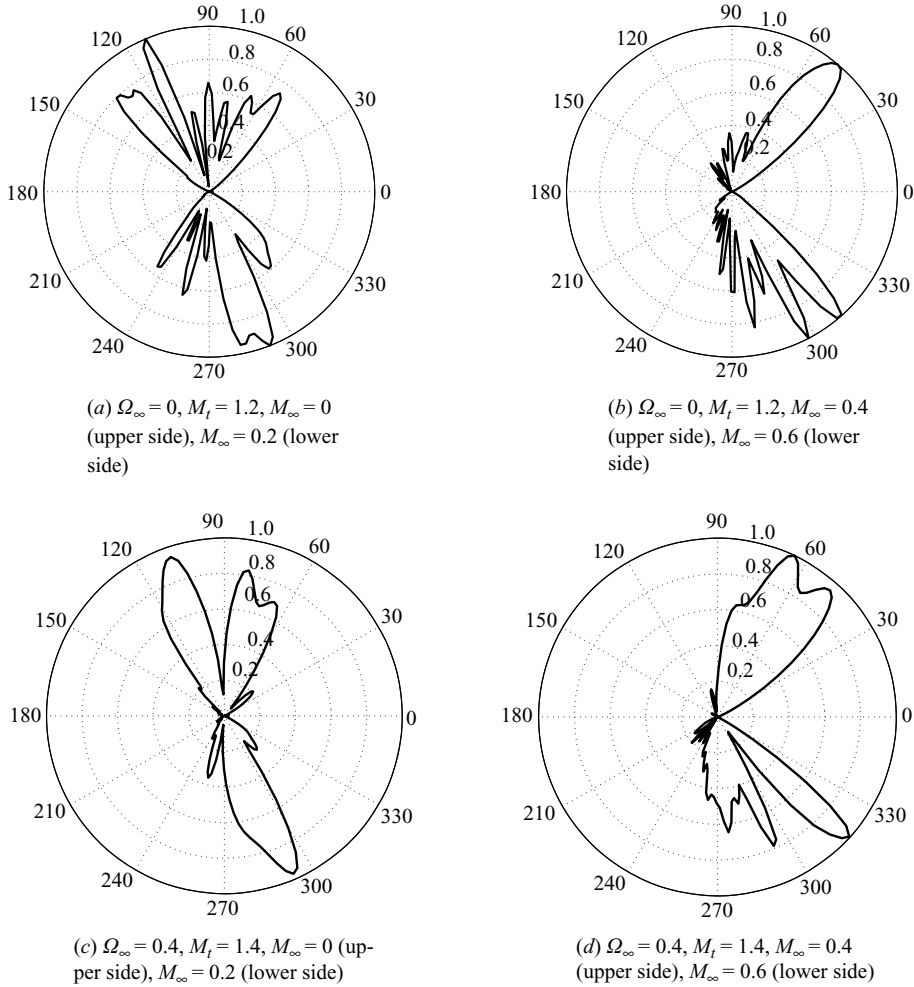 90 1.0 90 1.0
120 60 120 60
0.8 0.8
150 0.6 30 150 0.6 30
0.4 0.4
0.2 0.2
180 0 180 0
210 330 210 330
240 300 240 300
270 270
(a) Ω∞ = 0, Mt = 1.2, M∞ = 0
(upper side), M∞ = 0.2 (lower
side)
(b) Ω∞ = 0, Mt = 1.2, M∞ = 0.4
(upper side), M∞ = 0.6 (lower
side)
90 1.0 90 1.0
120 60 120 60
0.8 0.8
150 0.6 30 150 0.6 30
0.4 0.4
0.2 0.2
180 0 180 0
210 330 210 330
240 300 240 300
270 270
(c) Ω∞ = 0.4, Mt = 1.4, M∞ = 0 (up-
per side), M∞ = 0.2 (lower side)
(d) Ω∞ = 0.4, Mt = 1.4, M∞ = 0.4
(upper side), M∞ = 0.6 (lower side)